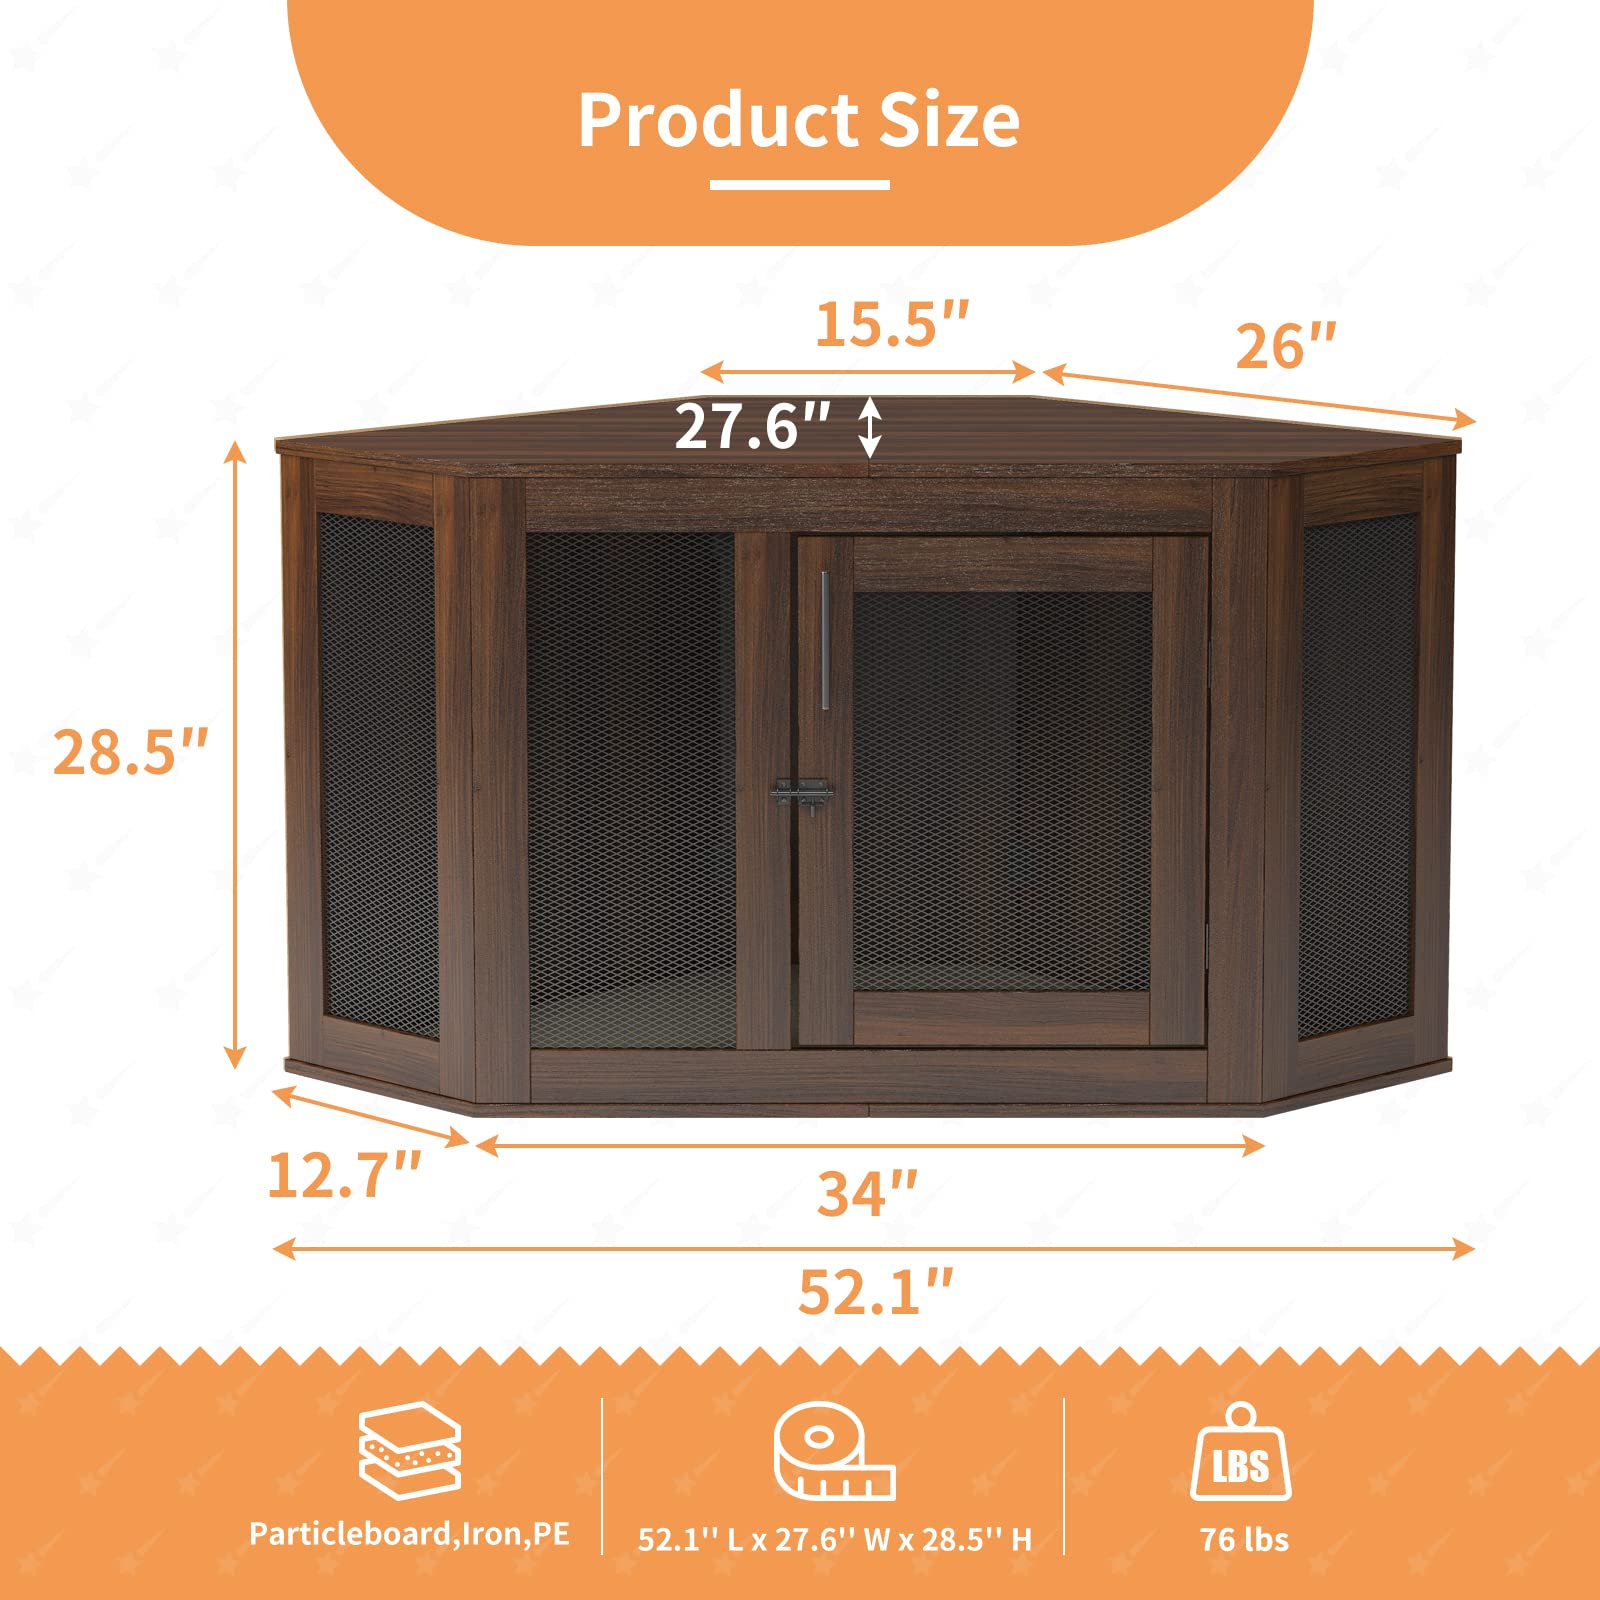 Product Size
15.5"
26"
27.6"
28.5"
12.7"
34"
52.1"
LBS
Particleboard,Iron,PE
52.1'' L x 27.6'' W x 28.5'' H
76 lbs